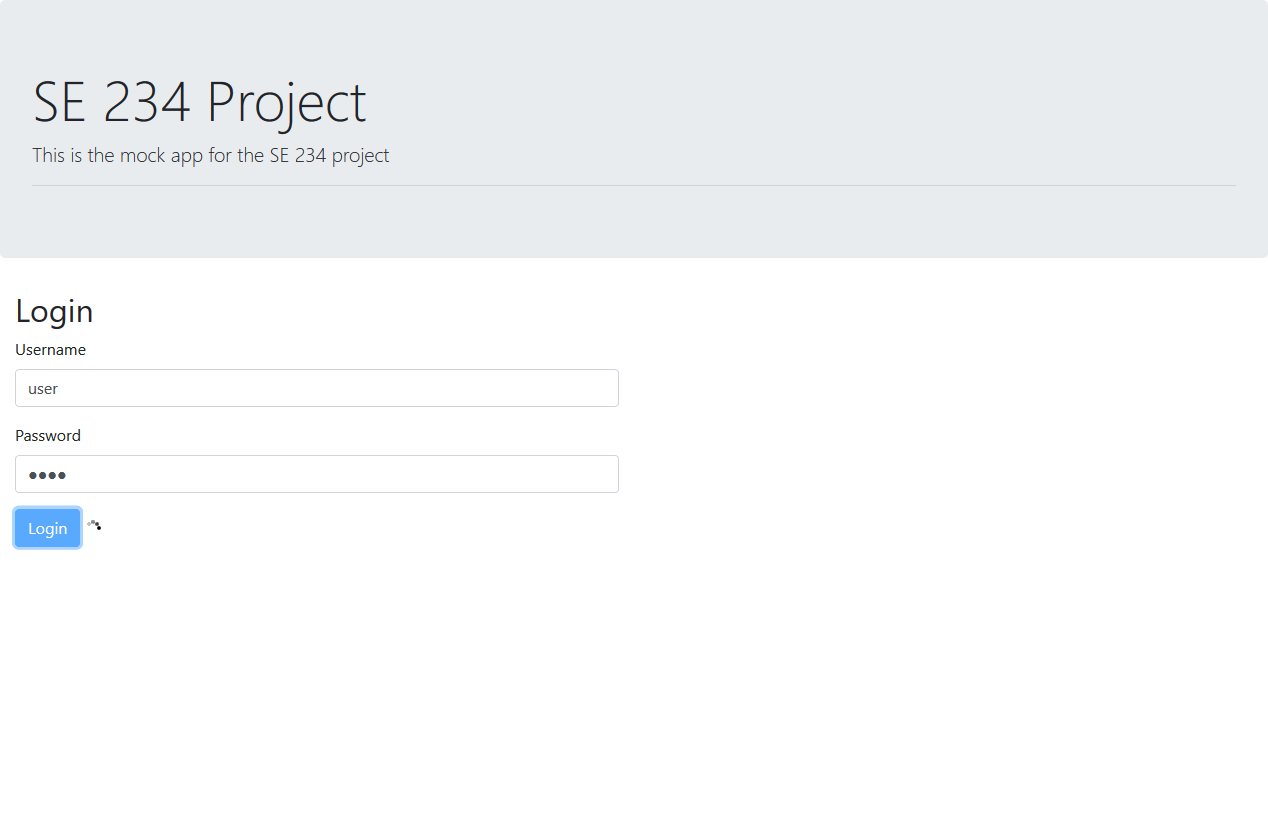 SE 234 Project
This is the mock app for the SE 234 project
Login
Username
user
Password
••••
Login